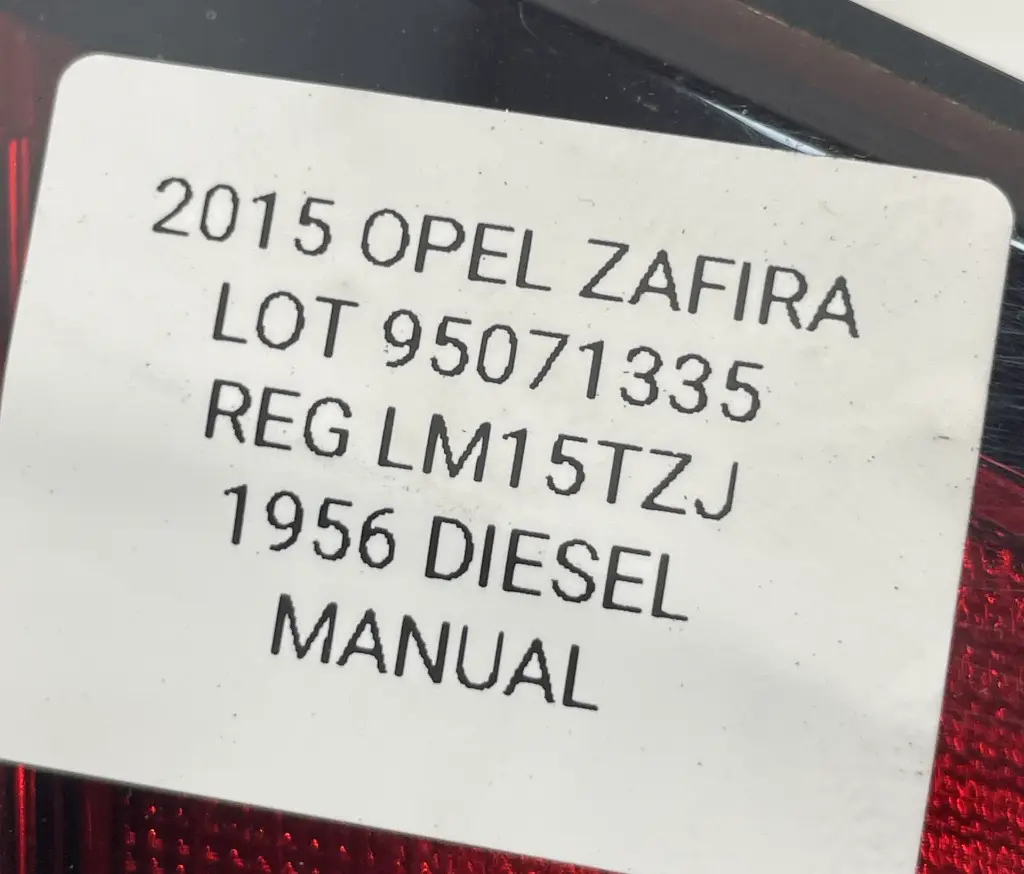 2015 OPEL ZAFIRA
LOT 95071335
REG LM15TZJ
1956 DIESEL
MANUAL